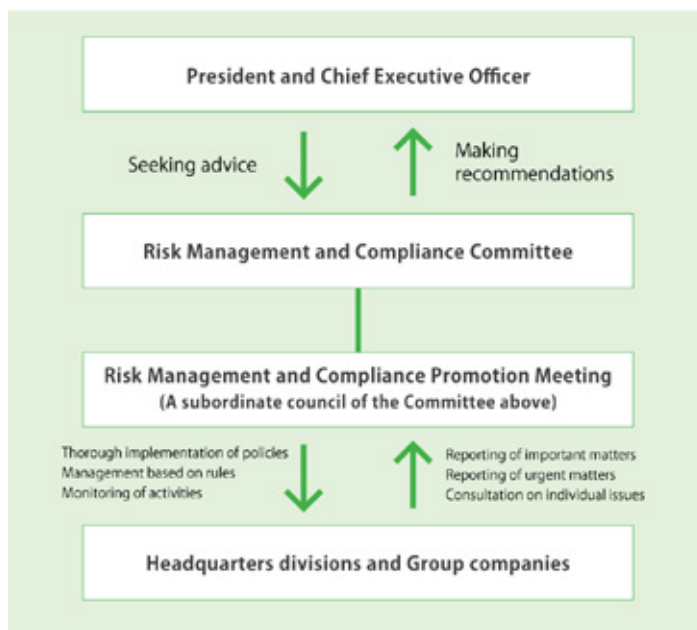 President and Chief Executive Officer
Seeking advice
Making
recommendations
Risk Management and Compliance Committee
Risk Management and Compliance Promotion Meeting
(A subordinate council of the Committee above)
Thorough implementation of policies
Management based on rules
Monitoring of activities
Reporting of important matters
Reporting of urgent matters
Consultation on individual issues
Headquarters divisions and Group companies